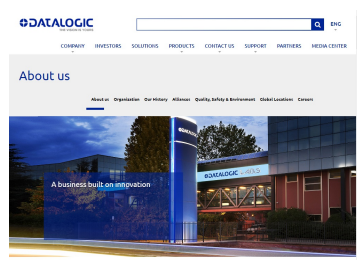 DATALOGIC
ENG
COMPANY INVESTORS SOLUTIONS PRODUCTS CONTACT US SUPPORT PARTNERS MEDIA CENTER
About us
About us Organization Our History Alliances Quality, Safety & Environment Global Locations Careers
DATALOGIC
DATALOGIC
A business built on innovation